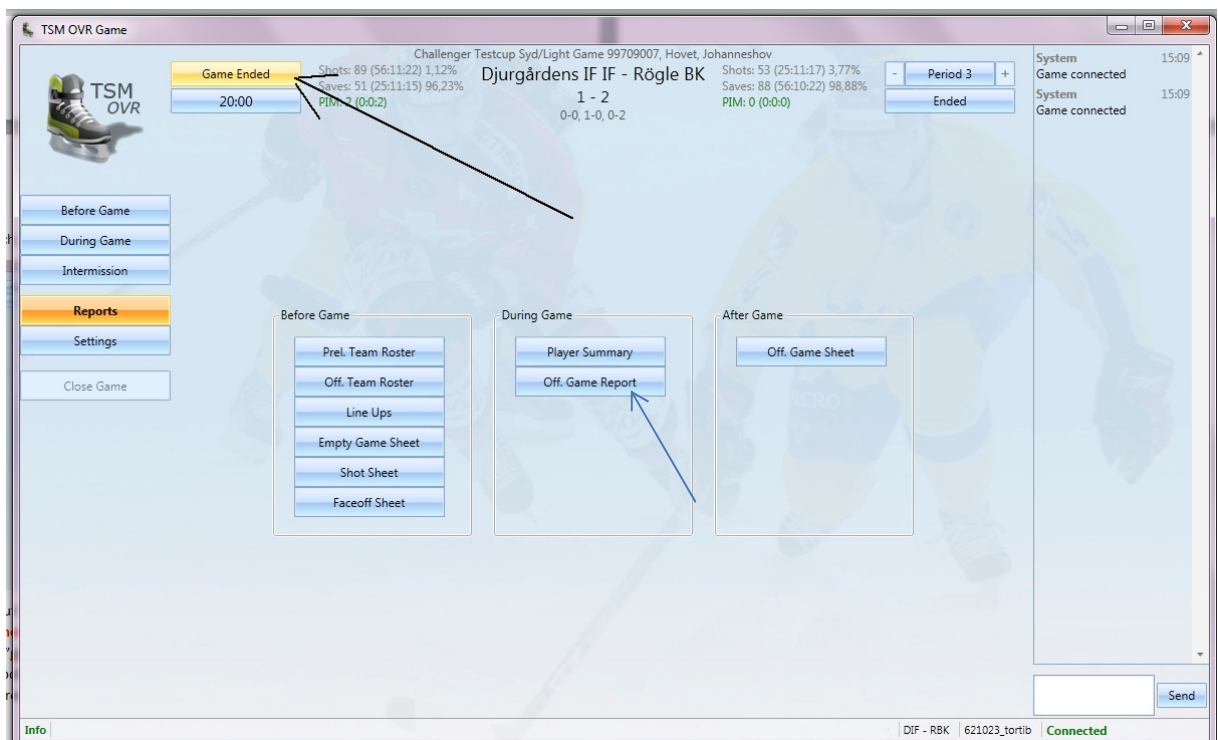 TSM OVR Game
Challenger Testcup Syd/Light Game 99709007, Hovet, Johanneshov
TSM
OVR
Game Ended
20:00
Shots: 89 (56:11:22) 1,12%
Saves: 51 (25:11:15) 96,23%
PIM: 2 (0:0:2)
Djurgårdens IF IF - Rögle BK
1 - 2
0-0, 1-0, 0-2
Shots: 53 (25:11:17) 3,77%
Saves: 88 (56:10:22) 98,88%
PIM: 0 (0:0:0)
- Period 3 +
Ended
System 15:09
Game connected
System 15:09
Game connected
Before Game
During Game
Intermission
Reports
Settings
Close Game
Before Game
Prel. Team Roster
Off. Team Roster
Line Ups
Empty Game Sheet
Shot Sheet
Faceoff Sheet
During Game
Player Summary
Off. Game Report
After Game
Off. Game Sheet
Send
Info
DIF - RBK
621023_tortib
Connected